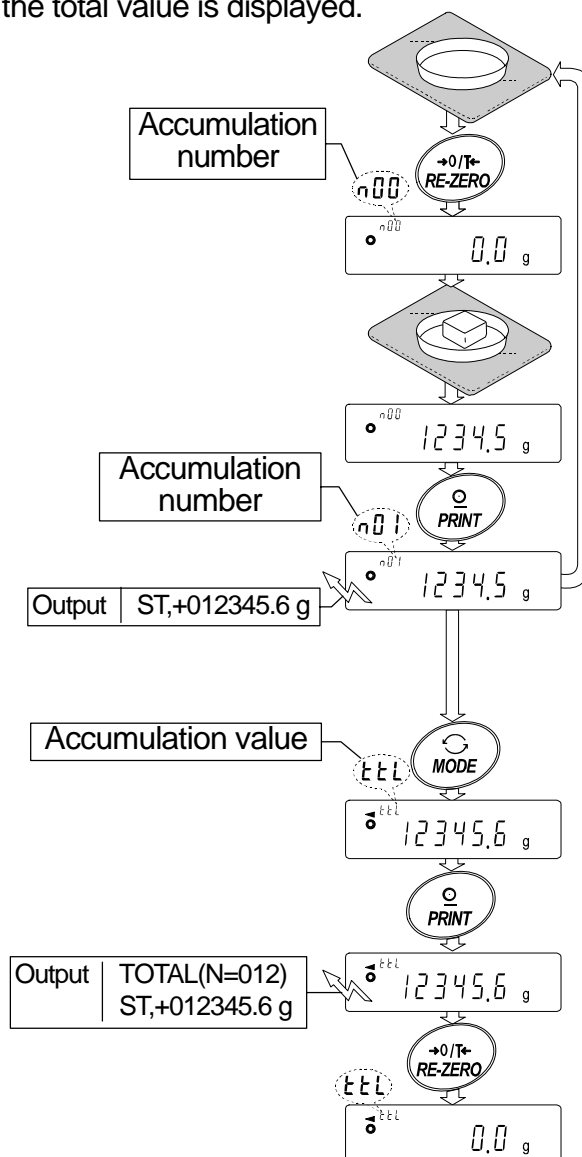 the total value is displayed.
Accumulation
number
→0/T←
RE-ZERO
n00
n00
0.0 g
n00
1234.5 g
Accumulation
number
PRINT
n01
n01
1234.5 g
Output ST,+012345.6 g
Accumulation value
MODE
ttL
ttL
12345.6 g
PRINT
Output TOTAL(N=012)
ST,+012345.6 g
ttL
12345.6 g
→0/T←
RE-ZERO
ttL
ttL
0.0 g